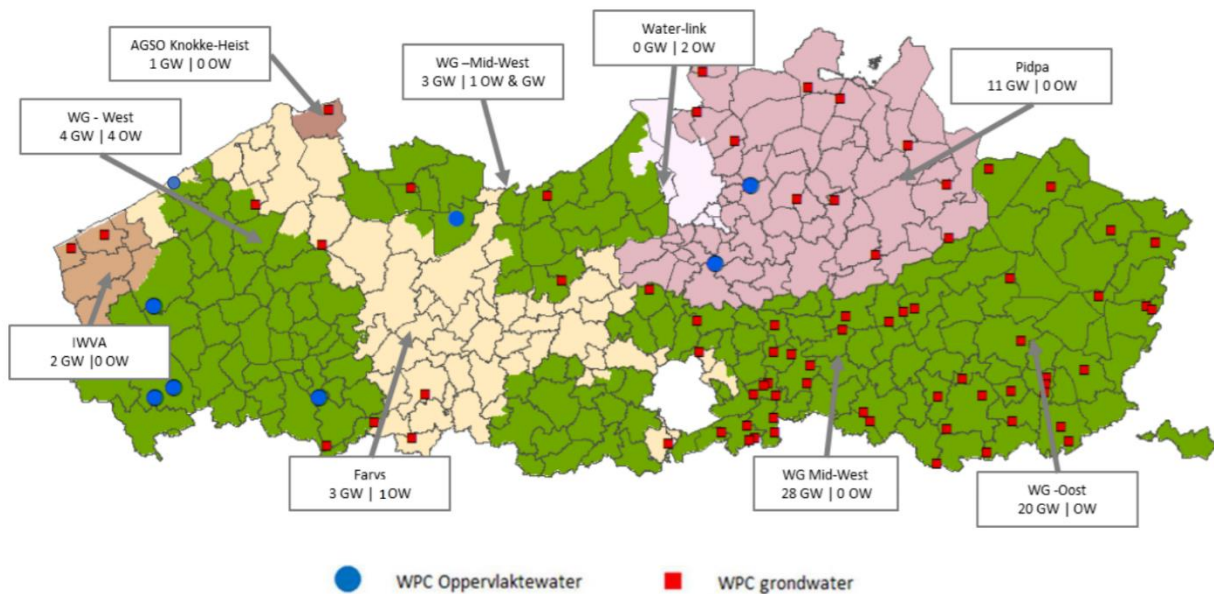 Water-link
0 GW | 2 OW
AGSO Knokke-Heist
1 GW | 0 OW
WG –Mid-West
3 GW | 1 OW & GW
Pidpa
11 GW | 0 OW
WG - West
4 GW | 4 OW
IWVA
2 GW |0 OW
Farvs
3 GW | 1 OW
WG Mid-West
28 GW | 0 OW
WG -Oost
20 GW | OW
WPC Oppervlaktewater
WPC grondwater